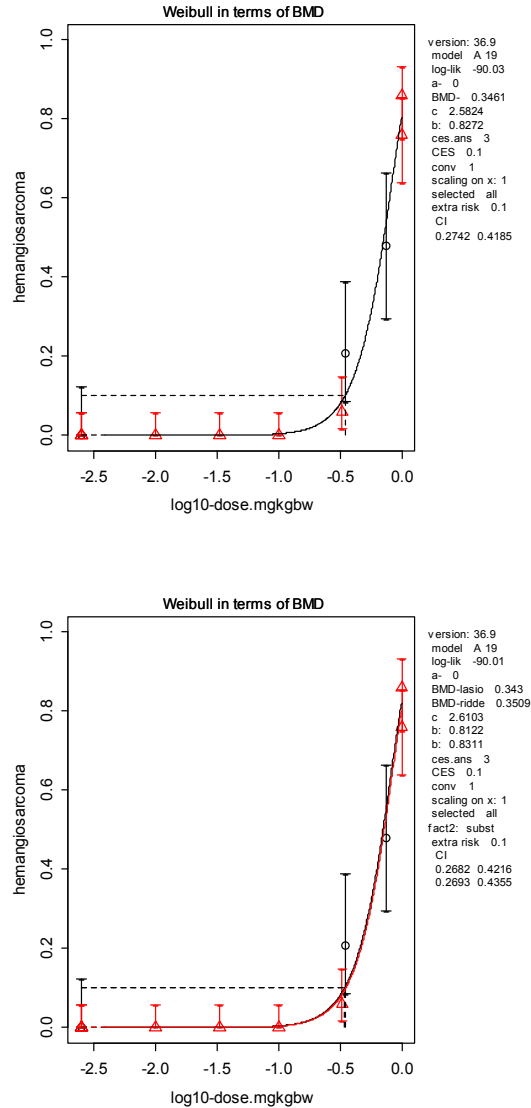 Weibull in terms of BMD
1.0
0.8
0.6
0.4
0.2
0.0
hemangiosarcoma
-2.5 -2.0 -1.5 -1.0 -0.5 0.0
log10-dose.mgkgbw
version: 36.9
model A 19
log-lik -90.03
a- 0
BMD- 0.3461
c 2.5824
b: 0.8272
ces.ans 3
CES 0.1
conv 1
scaling on x: 1
selected all
extra risk 0.1
CI
0.2742 0.4185
Weibull in terms of BMD
1.0
0.8
0.6
0.4
0.2
0.0
hemangiosarcoma
-2.5 -2.0 -1.5 -1.0 -0.5 0.0
log10-dose.mgkgbw
version: 36.9
model A 19
log-lik -90.01
a- 0
BMD-lasio 0.343
BMD-ridde 0.3509
c 2.6103
b: 0.8122
b: 0.8311
ces.ans 3
CES 0.1
conv 1
scaling on x: 1
selected all
fact2: subst
extra risk 0.1
CI
0.2682 0.4216
0.2693 0.4355